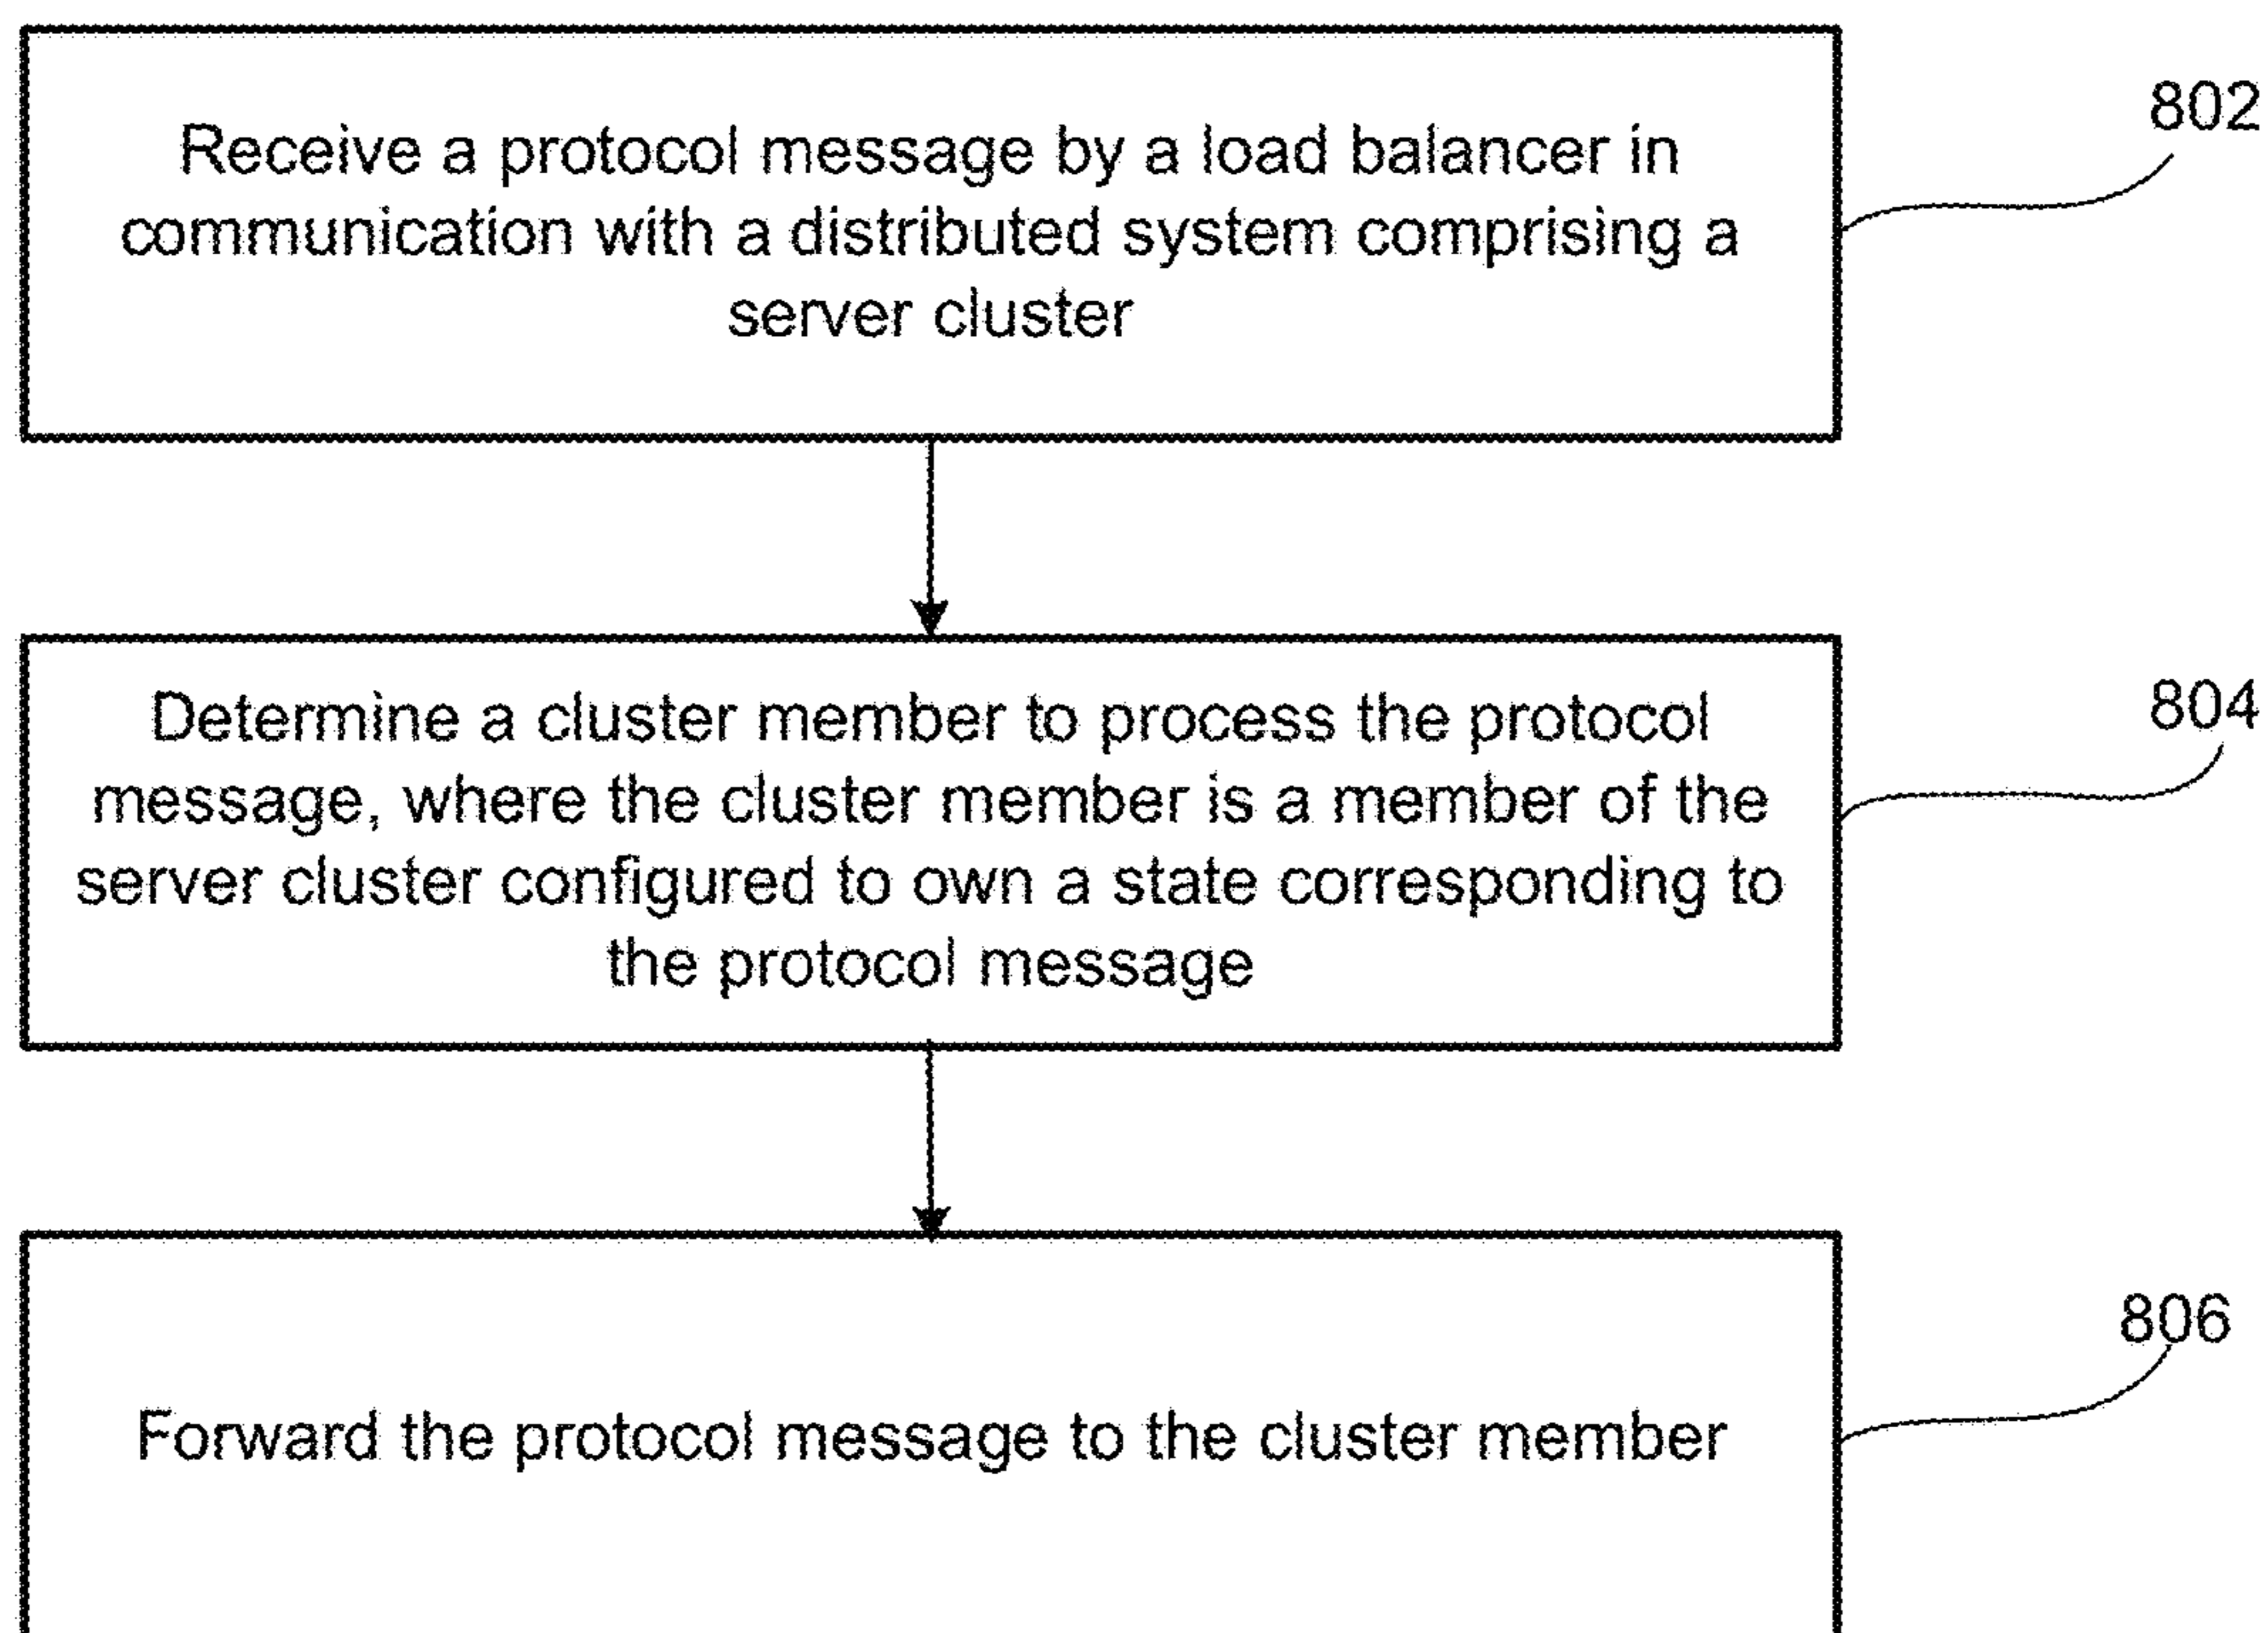 Receive a protocol message by a load balancer in
communication with a distributed system comprising a
server cluster
802
Determine a cluster member to process the protocol
message, where the cluster member is a member of the
server cluster configured to own a state corresponding to
the protocol message
804
Forward the protocol message to the cluster member
806